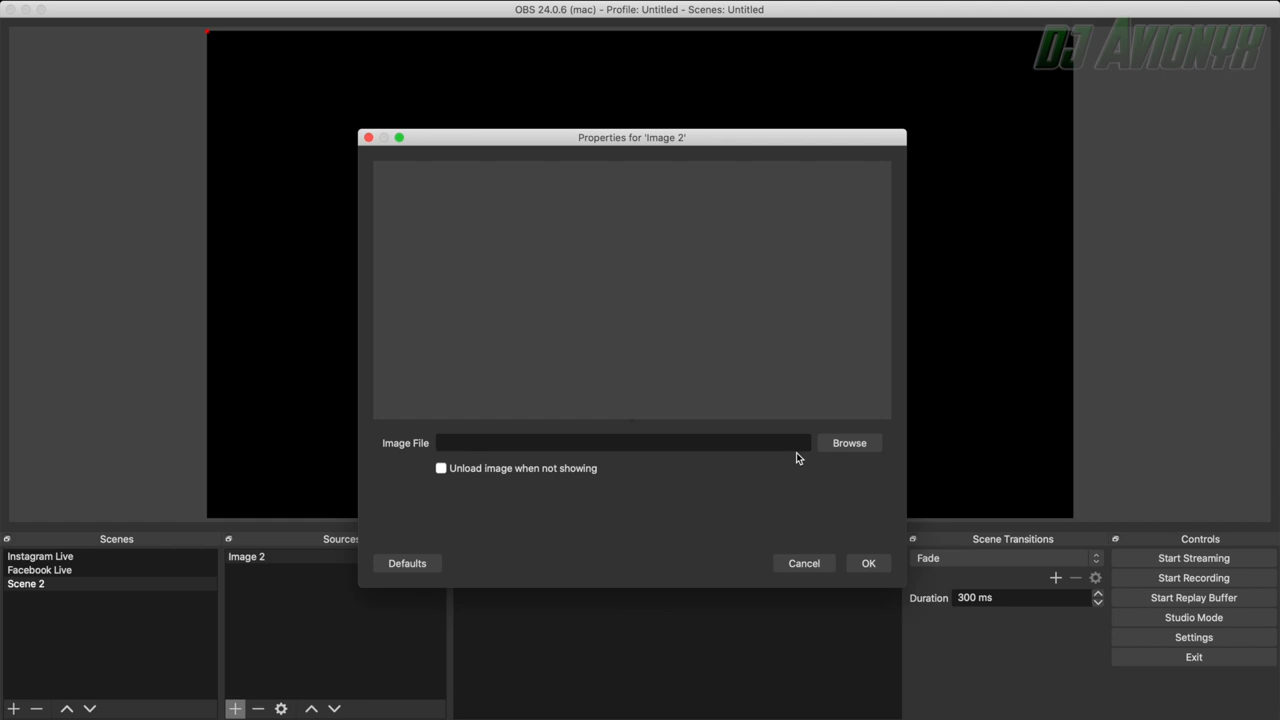 OBS 24.0.6 (mac) - Profile: Untitled - Scenes: Untitled
DJ AVIONYX
Properties for 'Image 2'
Image File
Browse
Unload image when not showing
Defaults
Cancel
OK
Scenes
Instagram Live
Facebook Live
Scene 2
Sources
Image 2
Scene Transitions
Fade
Duration
300 ms
Controls
Start Streaming
Start Recording
Start Replay Buffer
Studio Mode
Settings
Exit